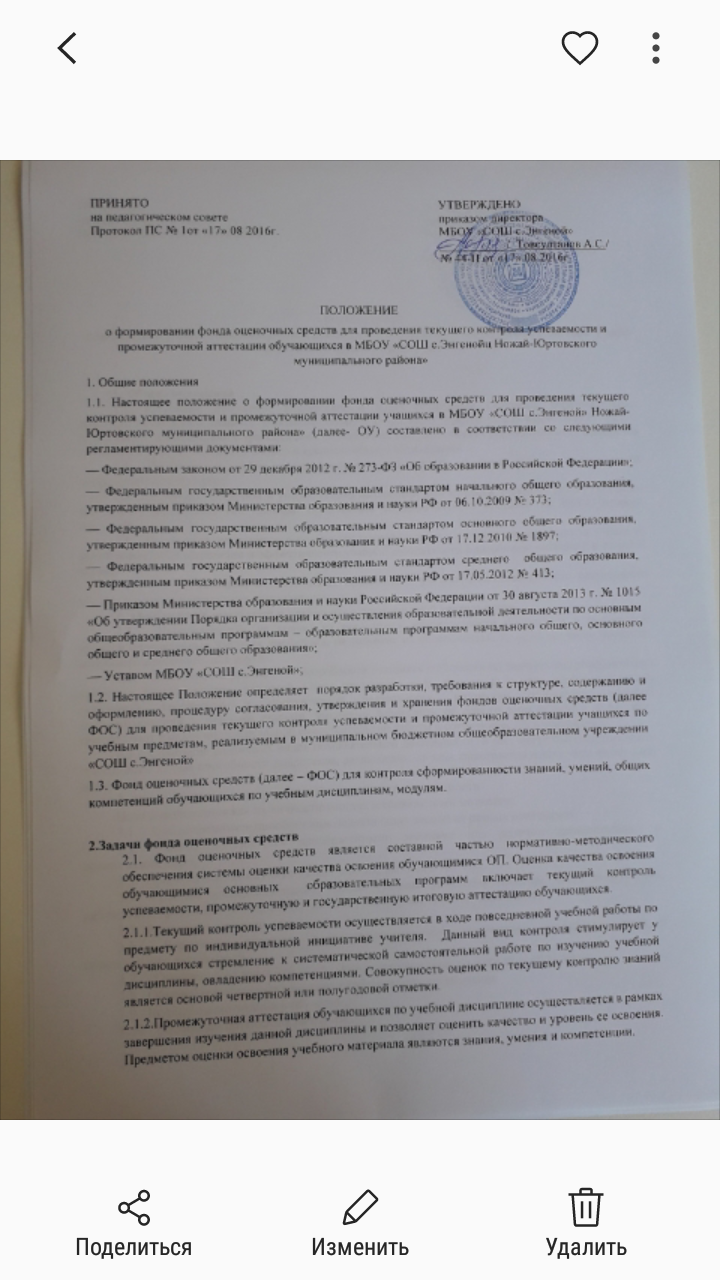 ПРИНЯТО
на педагогическом совете
Протокол ПС № 1от «17» 08 2016г.
УТВЕРЖДЕНО
приказом директора
МБОУ «СОШ с.Энгеной»
/ Товсултанов А.С./
от «17» 08.2016г.
ПОЛОЖЕНИЕ
о формировании фонда оценочных средств для проведения текущего контроля успеваемости и
промежуточной аттестации обучающихся в МБОУ «СОШ с.Энгенойи Ножай-Юртовского
муниципального района»
1. Общие положения
1.1. Настоящее положение о формировании фонда оценочных средств для проведения текущего
контроля успеваемости и промежуточной аттестации учащихся в МБОУ «СОШ с.Энгеной» Ножай-
Юртовского муниципального района» (далее- ОУ) составлено в соответствии со следующими
регламентирующими документами:
— Федеральным законом от 29 декабря 2012 г. № 273-ФЗ «Об образовании в Российской Федерации»;
— Федеральным государственным образовательным стандартом начального общего образования,
утвержденным приказом Министерства образования и науки РФ от 06.10.2009 № 373;
— Федеральным государственным образовательным стандартом основного общего образования,
утвержденным приказом Министерства образования и науки РФ от 17.12.2010 № 1897;
— Федеральным государственным образовательным стандартом среднего общего образования,
утвержденным приказом Министерства образования и науки РФ от 17.05.2012 № 413;
— Приказом Министерства образования и науки Российской Федерации от 30 августа 2013 г. № 1015
«Об утверждении Порядка организации и осуществления образовательной деятельности по основным
общеобразовательным программам – образовательным программам начального общего, основного
общего и среднего общего образования»;
— Уставом МБОУ «СОШ с.Энгеной»;
1.2. Настоящее Положение определяет порядок разработки, требования к структуре, содержанию и
оформлению, процедуру согласования, утверждения и хранения фондов оценочных средств (далее
ФОС) для проведения текущего контроля успеваемости и промежуточной аттестации учащихся по
учебным предметам, реализуемым в муниципальном бюджетном общеобразовательном учреждении
«СОШ с.Энгеной»
1.3. Фонд оценочных средств (далее – ФОС) для контроля сформированности знаний, умений, общих
компетенций обучающихся по учебным дисциплинам, модулям.
2.Задачи фонда оценочных средств
2.1. Фонд оценочных средств является составной частью нормативно-методического
обеспечения системы оценки качества освоения обучающимися ОП. Оценка качества освоения
обучающимися основных образовательных программ включает текущий контроль
успеваемости, промежуточную и государственную итоговую аттестацию обучающихся.
2.1.1.Текущий контроль успеваемости осуществляется в ходе повседневной учебной работы по
предмету по индивидуальной инициативе учителя. Данный вид контроля стимулирует у
обучающихся стремление к систематической самостоятельной работе по изучению учебной
дисциплины, овладению компетенциями. Совокупность оценок по текущему контролю знаний
является основой четвертной или полугодовой отметки.
2.1.2.Промежуточная аттестация обучающихся по учебной дисциплине осуществляется в рамках
завершения изучения данной дисциплины и позволяет оценить качество и уровень ее освоения.
Предметом оценки освоения учебного материала являются знания, умения и компетенции.
Поделиться
Изменить
Удалить